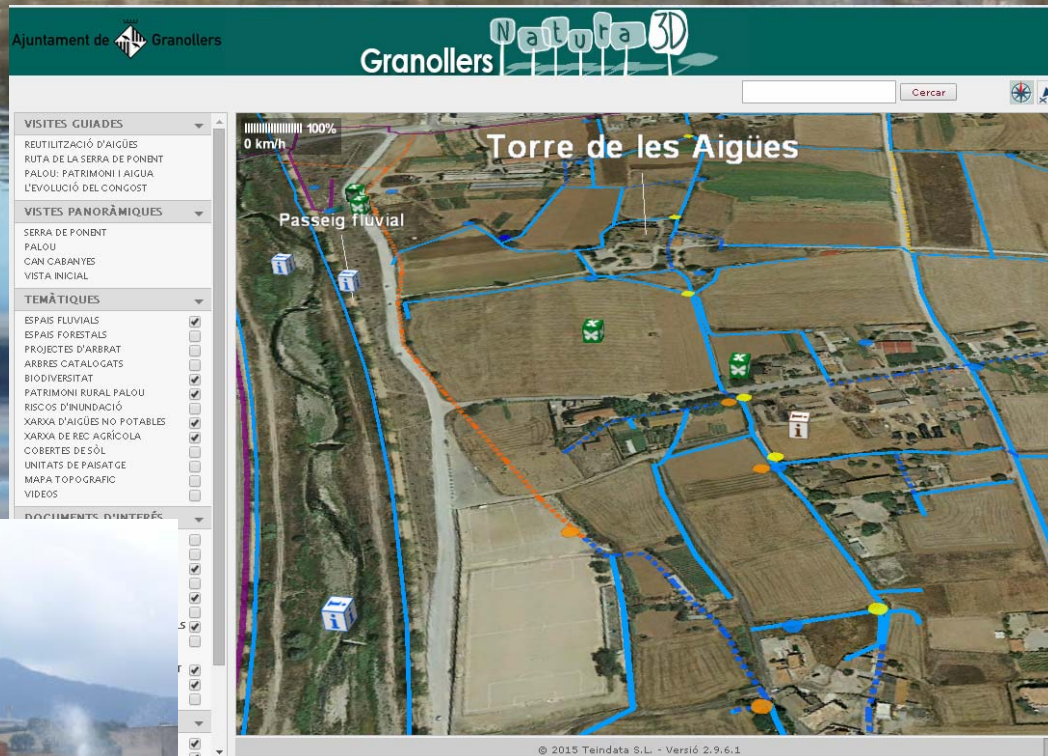 Ajuntament de Granollers
Granollers Natura 3D
Cercar
VISITES GUIADES
REUTILITZACIÓ D'AIGÜES
RUTA DE LA SERRA DE PONENT
PALOU: PATRIMONI I AIGUA
L'EVOLUCIÓ DEL CONGOST
VISTES PANORÀMIQUES
SERRA DE PONENT
PALOU
CAN CABANYES
VISTA INICIAL
TEMÀTIQUES
ESPAIS FLUVIALS
ESPAIS FORESTALS
PROJECTES D'ARBRAT
ARBRES CATALOGATS
BIODIVERSITAT
PATRIMONI RURAL PALOU
RISCOS D'INUNDACIÓ
XARXA D'AIGÜES NO POTABLES
XARXA DE REC AGRÍCOLA
COBERTES DE SÒL
UNITATS DE PAISATGE
MAPA TOPOGRAFIC
VIDEOS
DOCUMENTS D'INTERÉS
100%
0 km/h
Torre de les Aigües
Passeig fluvial
© 2015 Teindata S.L. - Versió 2.9.6.1